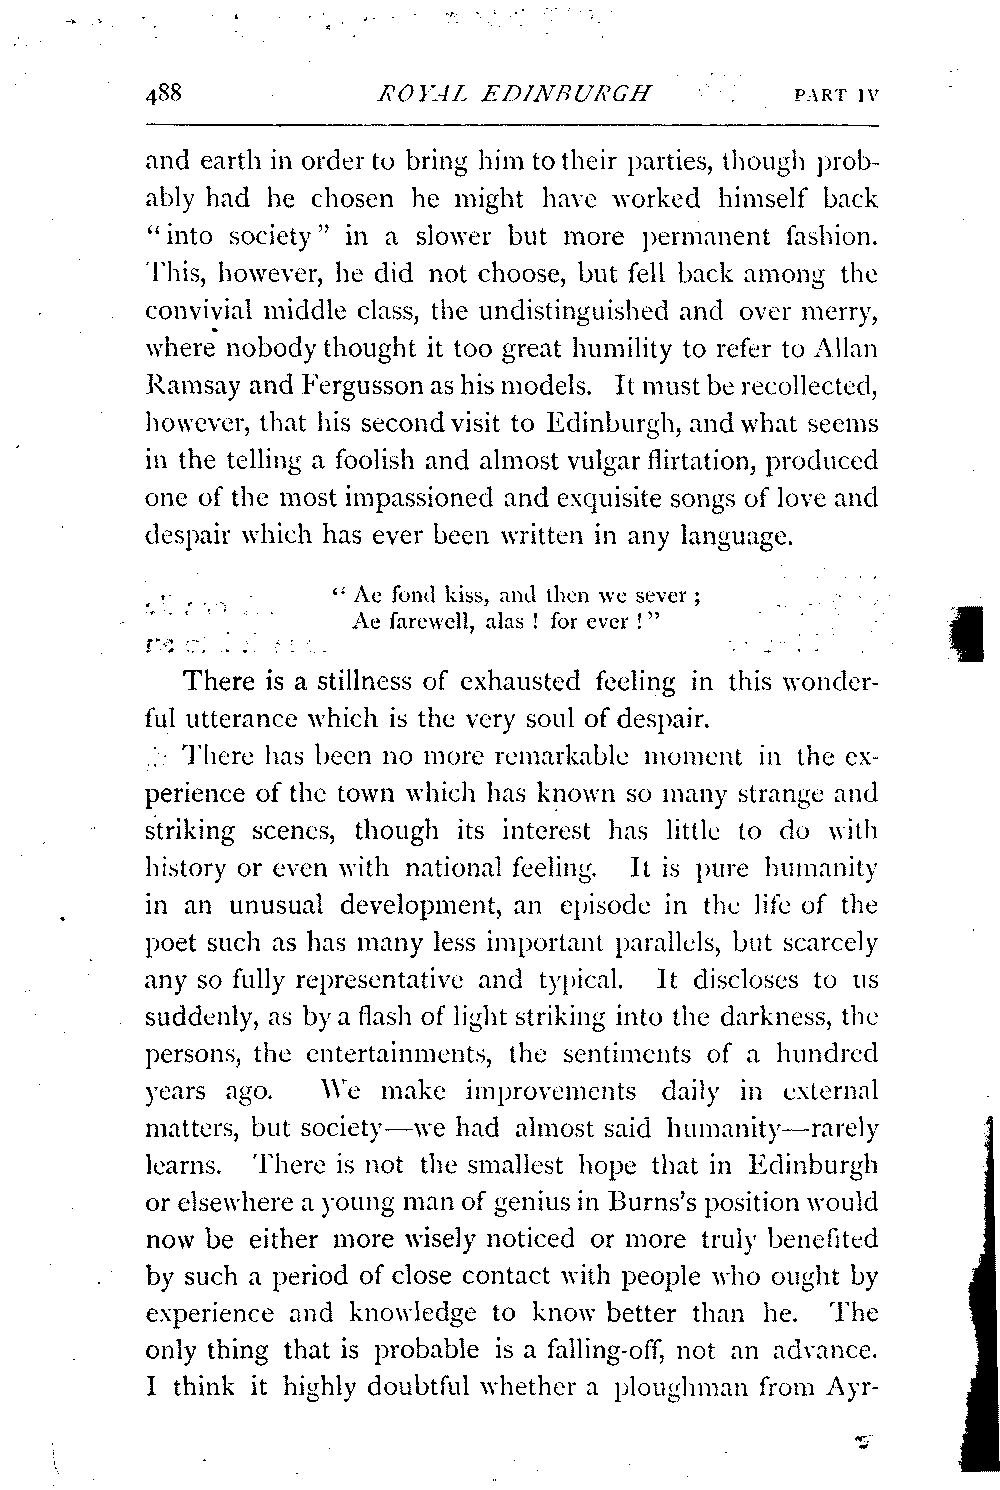 488 ROYAL EDINBURGH PART IV
and earth in order to bring him to their parties, though prob-
ably had he chosen he might have worked himself back
"into society" in a slower but more permanent fashion.
This, however, he did not choose, but fell back among the
convivial middle class, the undistinguished and over merry,
where nobody thought it too great humility to refer to Allan
Ramsay and Fergusson as his models. It must be recollected,
however, that his second visit to Edinburgh, and what seems
in the telling a foolish and almost vulgar flirtation, produced
one of the most impassioned and exquisite songs of love and
despair which has ever been written in any language.
"Ae fond kiss, and then we sever;
Ae farewell, alas! for ever!"
There is a stillness of exhausted feeling in this wonder-
ful utterance which is the very soul of despair.
There has been no more remarkable moment in the ex-
perience of the town which has known so many strange and
striking scenes, though its interest has little to do with
history or even with national feeling. It is pure humanity
in an unusual development, an episode in the life of the
poet such as has many less important parallels, but scarcely
any so fully representative and typical. It discloses to us
suddenly, as by a flash of light striking into the darkness, the
persons, the entertainments, the sentiments of a hundred
years ago. We make improvements daily in external
matters, but society—we had almost said humanity—rarely
learns. There is not the smallest hope that in Edinburgh
or elsewhere a young man of genius in Burns's position would
now be either more wisely noticed or more truly benefited
by such a period of close contact with people who ought by
experience and knowledge to know better than he. The
only thing that is probable is a falling-off, not an advance.
I think it highly doubtful whether a ploughman from Ayr-